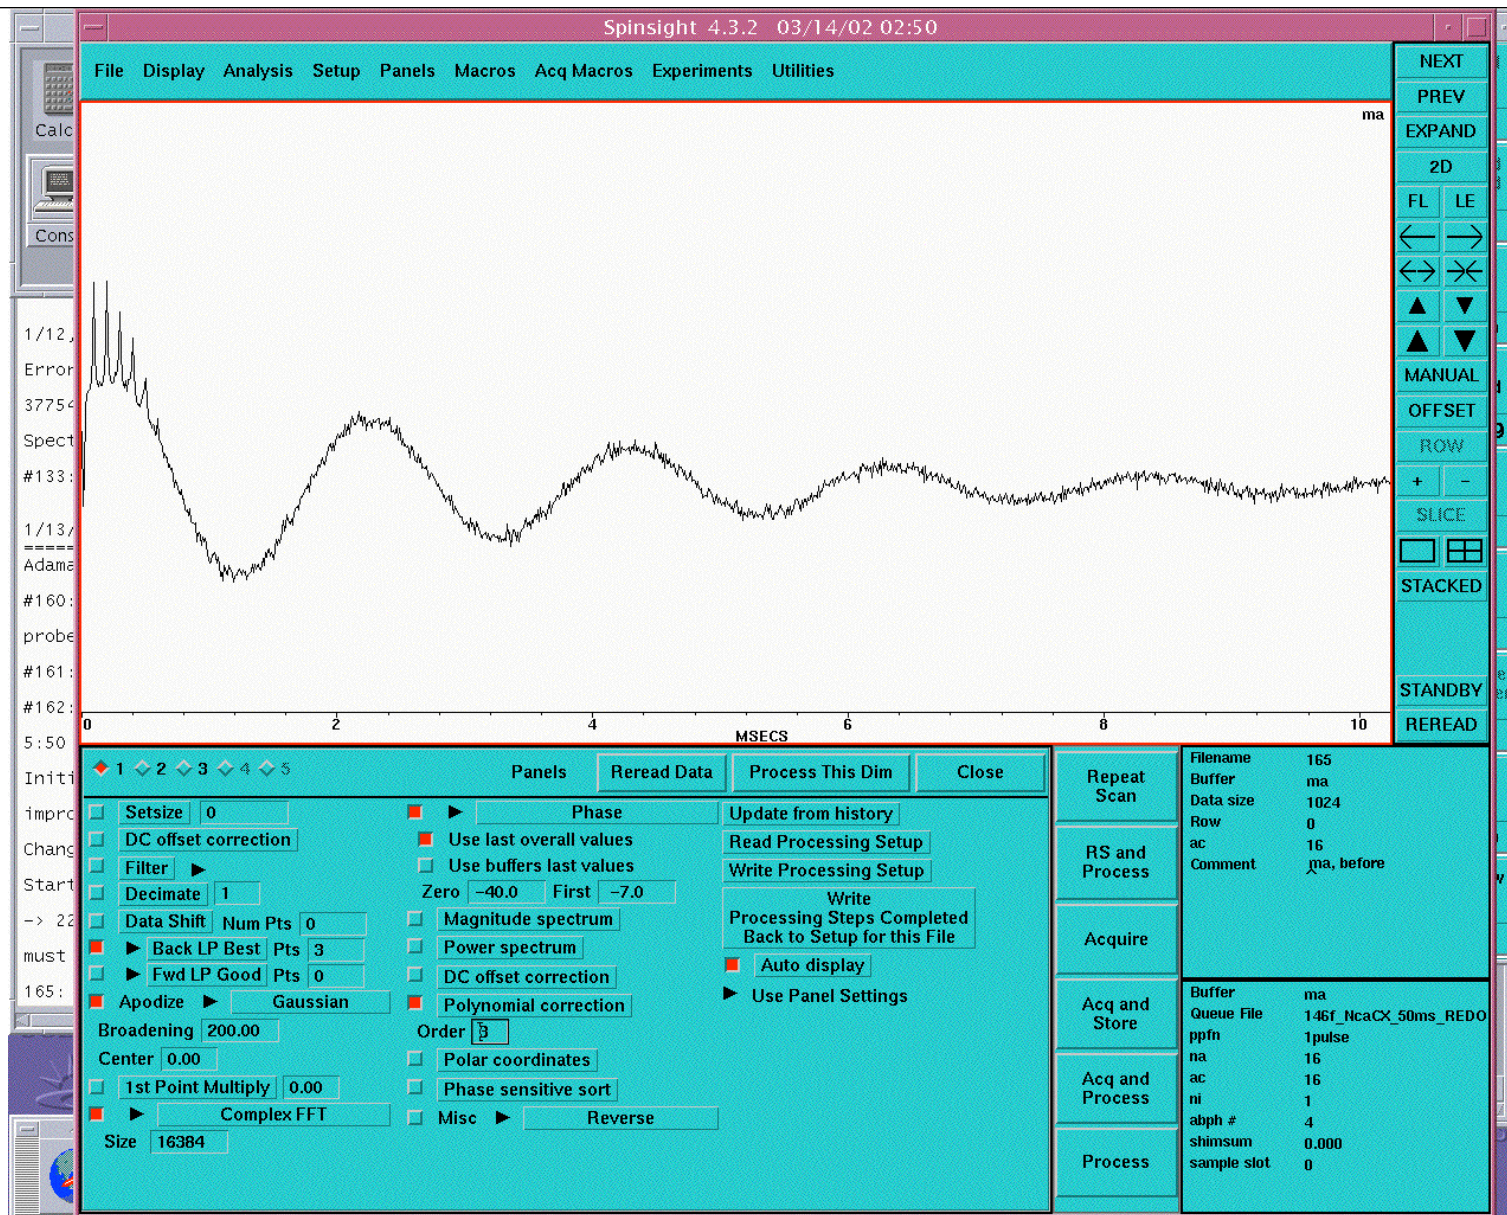 Spinsight 4.3.2 03/14/02 02:50
File Display Analysis Setup Panels Macros Acq Macros Experiments Utilities
Calc
Cons
1/12,
Error
37754
Spect
#133:
1/13/
=====
Adama
#160:
probe
#161:
#162:
5:50
Initi
impro
Chang
Start
-> 22
must
165:
ma
0 2 4 6 8 10
MSECS
NEXT
PREV
EXPAND
2D
FL LE
MANUAL
OFFSET
ROW
+ -
SLICE
STACKED
STANDBY
REREAD
1 2 3 4 5 Panels Reread Data Process This Dim Close
Setsize 0
DC offset correction
Filter
Decimate 1
Data Shift Num Pts 0
Back LP Best Pts 3
Fwd LP Good Pts 0
Apodize Gaussian
Broadening 200.00
Center 0.00
1st Point Multiply 0.00
Complex FFT
Size 16384
Phase
Use last overall values
Use buffers last values
Zero -40.0 First -7.0
Magnitude spectrum
Power spectrum
DC offset correction
Polynomial correction
Order 3
Polar coordinates
Phase sensitive sort
Misc Reverse
Update from history
Read Processing Setup
Write Processing Setup
Write
Processing Steps Completed
Back to Setup for this File
Auto display
Use Panel Settings
Repeat
Scan
RS and
Process
Acquire
Acq and
Store
Acq and
Process
Process
Filename 165
Buffer ma
Data size 1024
Row 0
ac 16
Comment ma, before
Buffer ma
Queue File 146f_NcaCX_50ms_REDO
ppfn 1pulse
na 16
ac 16
ni 1
abph # 4
shimsum 0.000
sample slot 0